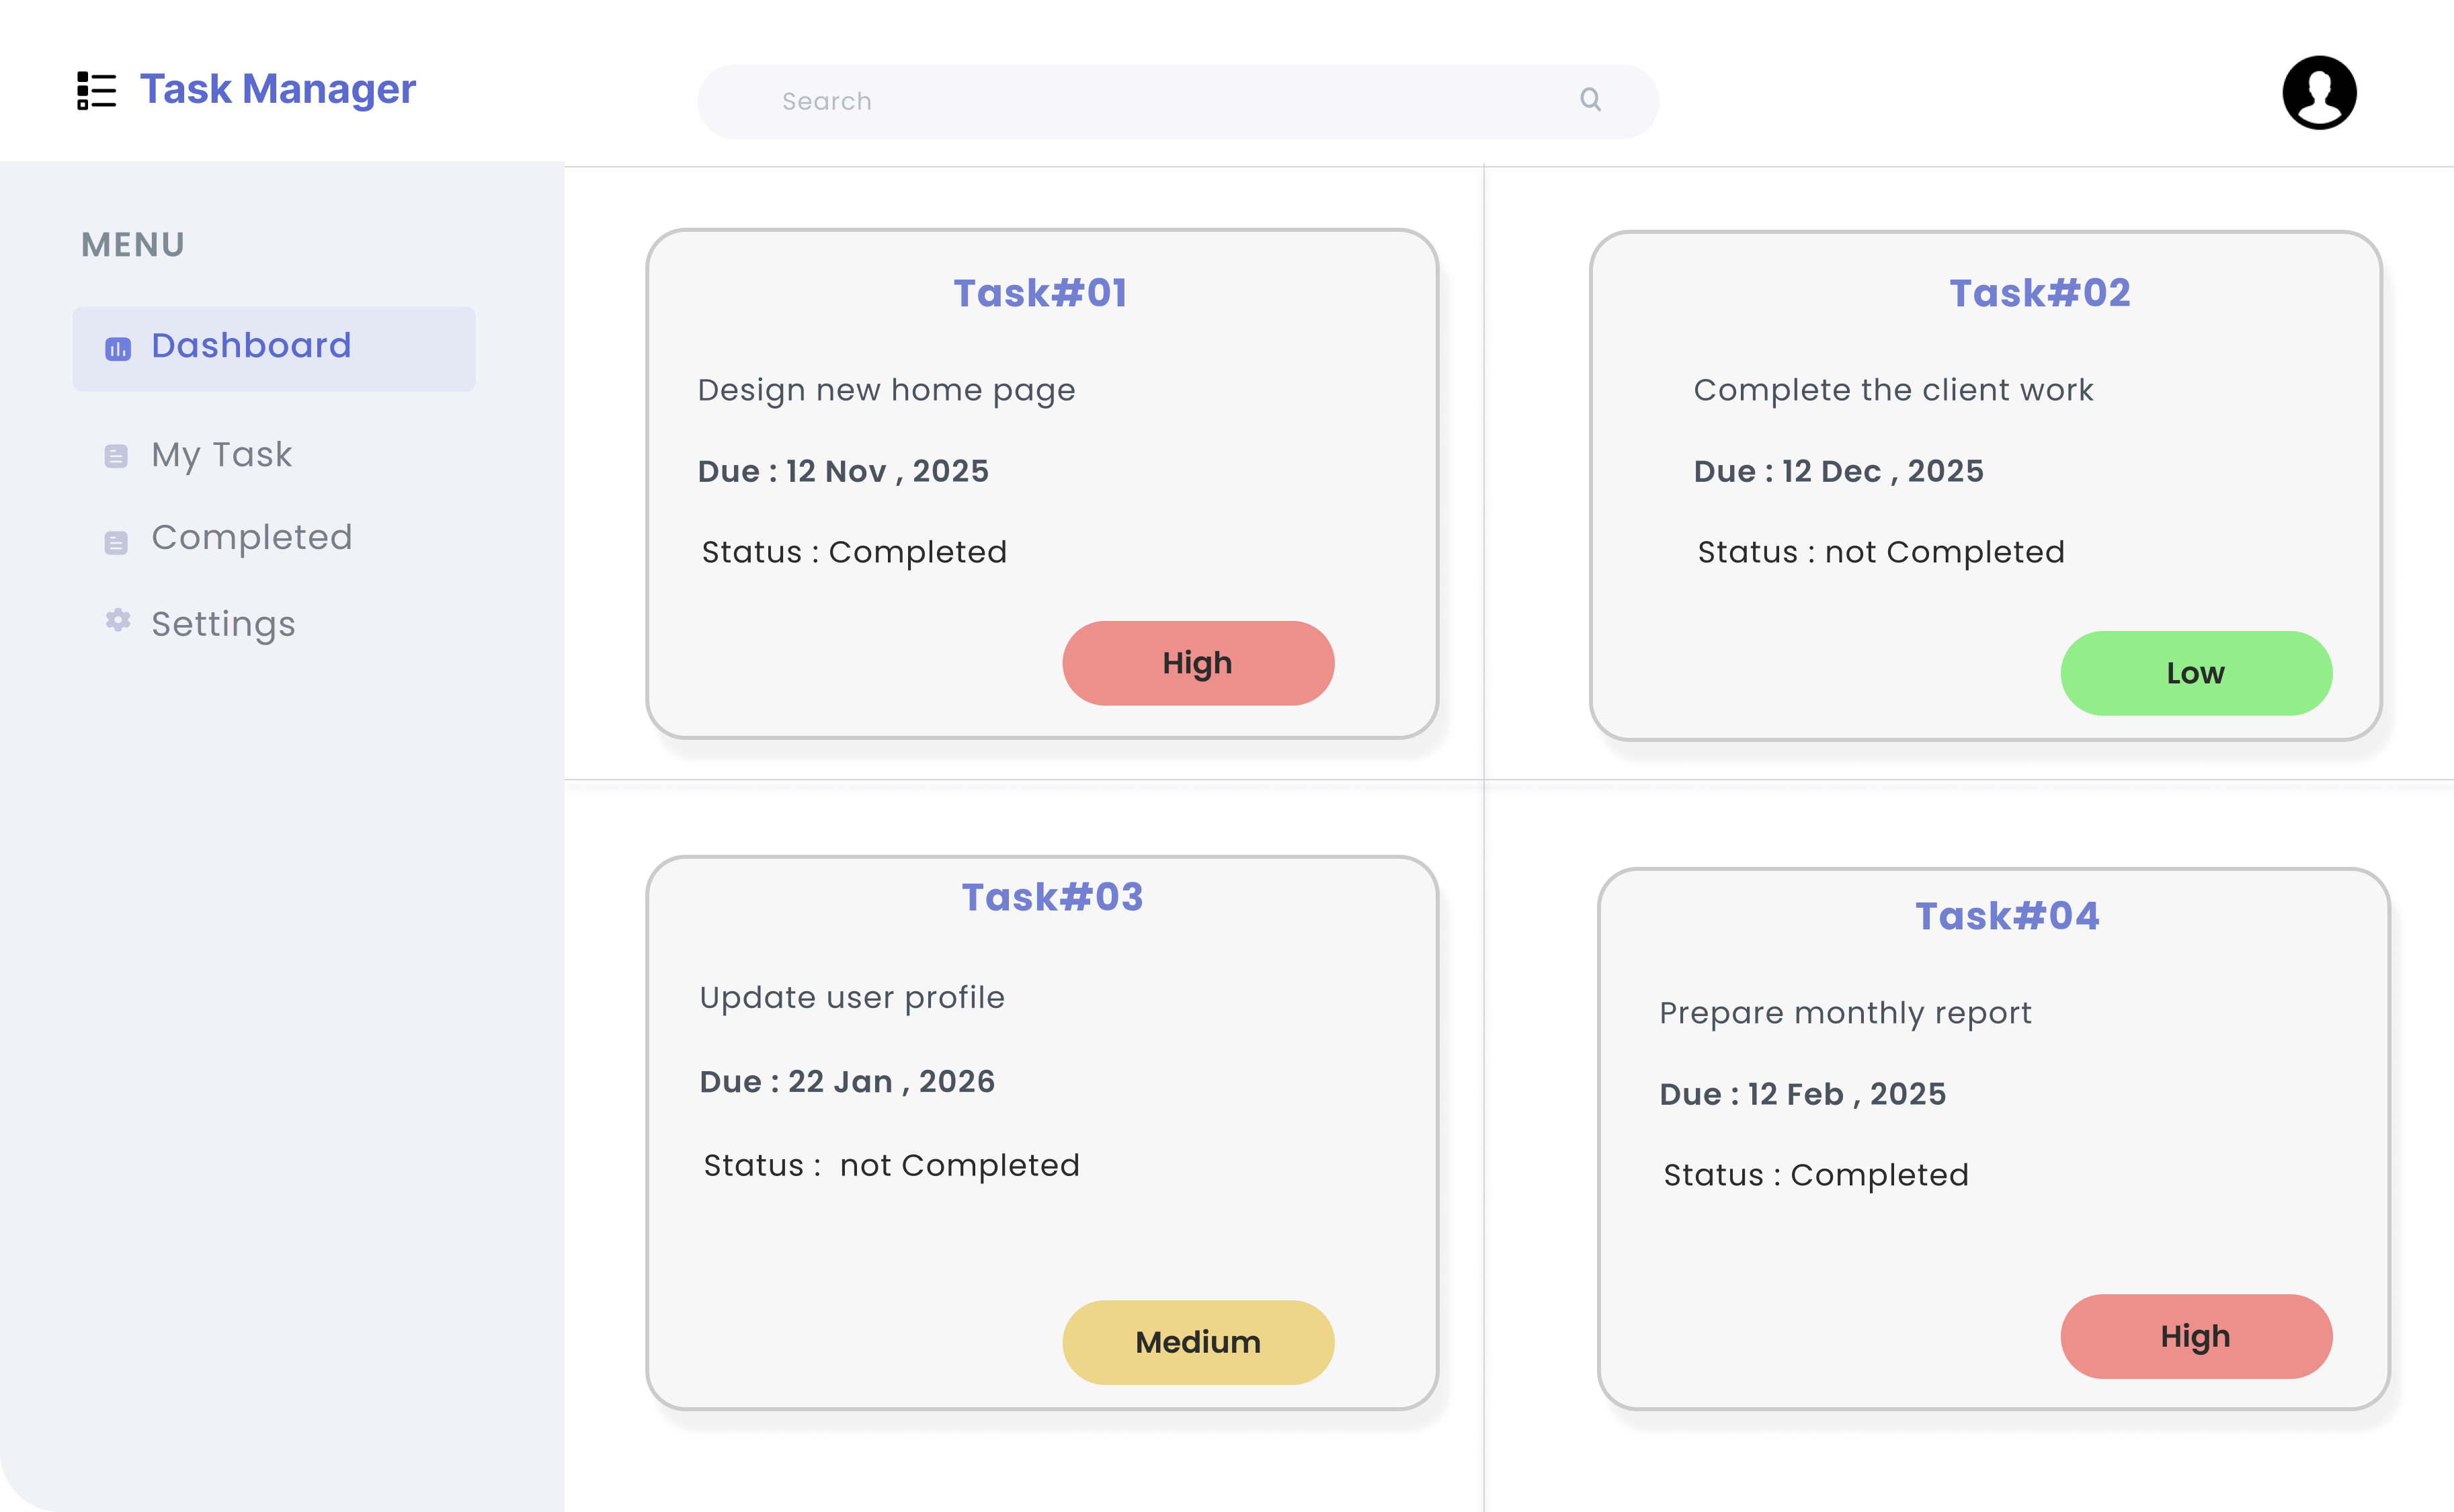 Task Manager
Search
MENU
Dashboard
My Task
Completed
Settings
Task#01
Design new home page
Due : 12 Nov , 2025
Status : Completed
High
Task#02
Complete the client work
Due : 12 Dec , 2025
Status : not Completed
Low
Task#03
Update user profile
Due : 22 Jan , 2026
Status :  not Completed
Medium
Task#04
Prepare monthly report
Due : 12 Feb , 2025
Status : Completed
High